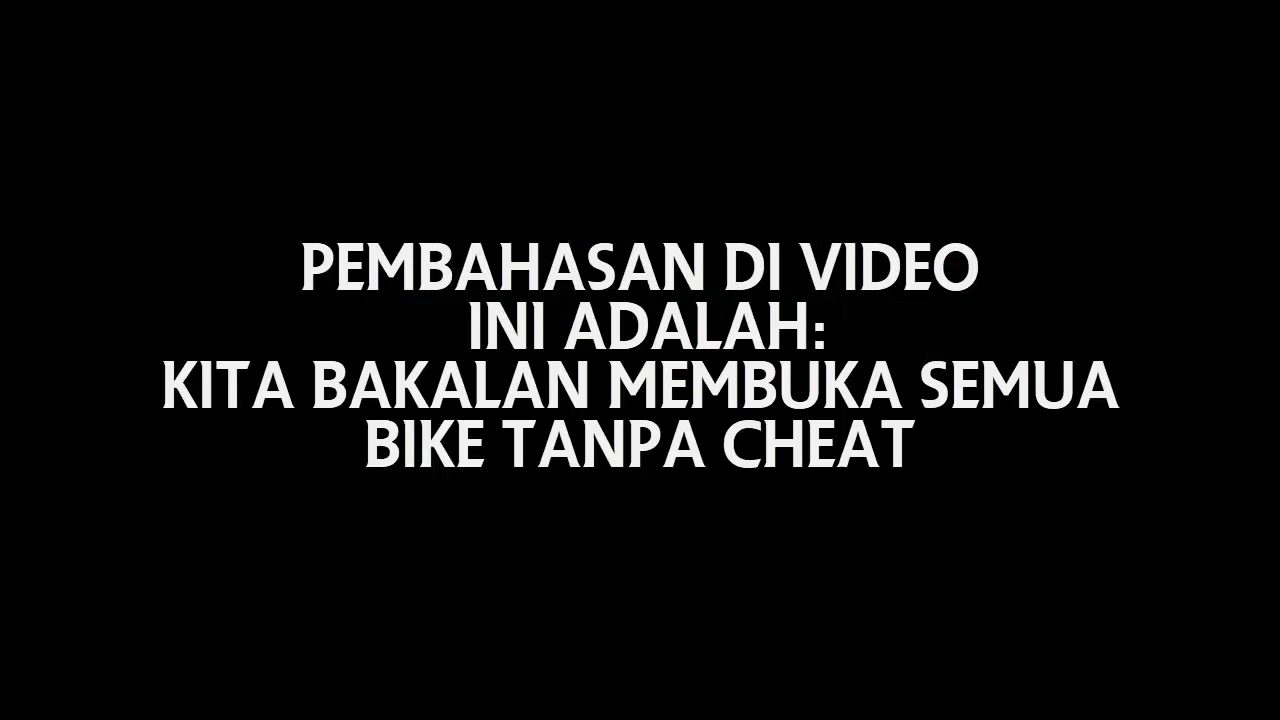 PEMBAHASAN DI VIDEO
INI ADALAH:
KITA BAKALAN MEMBUKA SEMUA
BIKE TANPA CHEAT